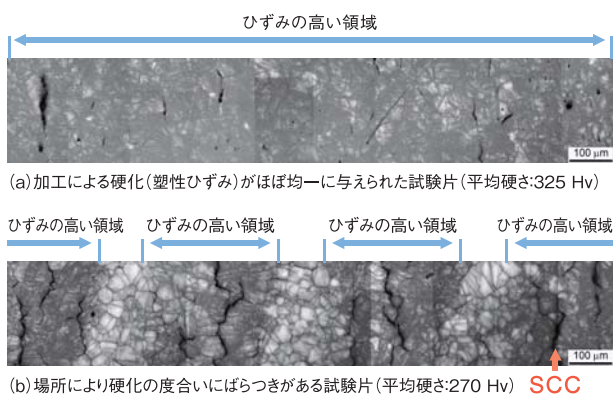 ひずみの高い領域
100 μm
(a)加工による硬化(塑性ひずみ)がほぼ均一に与えられた試験片(平均硬さ:325 Hv)
ひずみの高い領域 ひずみの高い領域 ひずみの高い領域 ひずみの高い領域
100 μm
(b)場所により硬化の度合いにばらつきがある試験片(平均硬さ:270 Hv) SCC